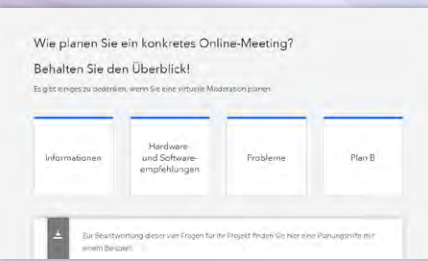 Wie planen Sie ein konkretes Online-Meeting?
Behalten Sie den Überblick!
Es gibt einiges zu bedenken, wenn Sie eine virtuelle Moderation planen
Informationen
Hardware-
und Software-
empfehlungen
Probleme
Plan B
Zur Beantwortung dieser vier Fragen für Ihr Projekt finden Sie hier eine Planungshilfe mit
einem Beispiel.